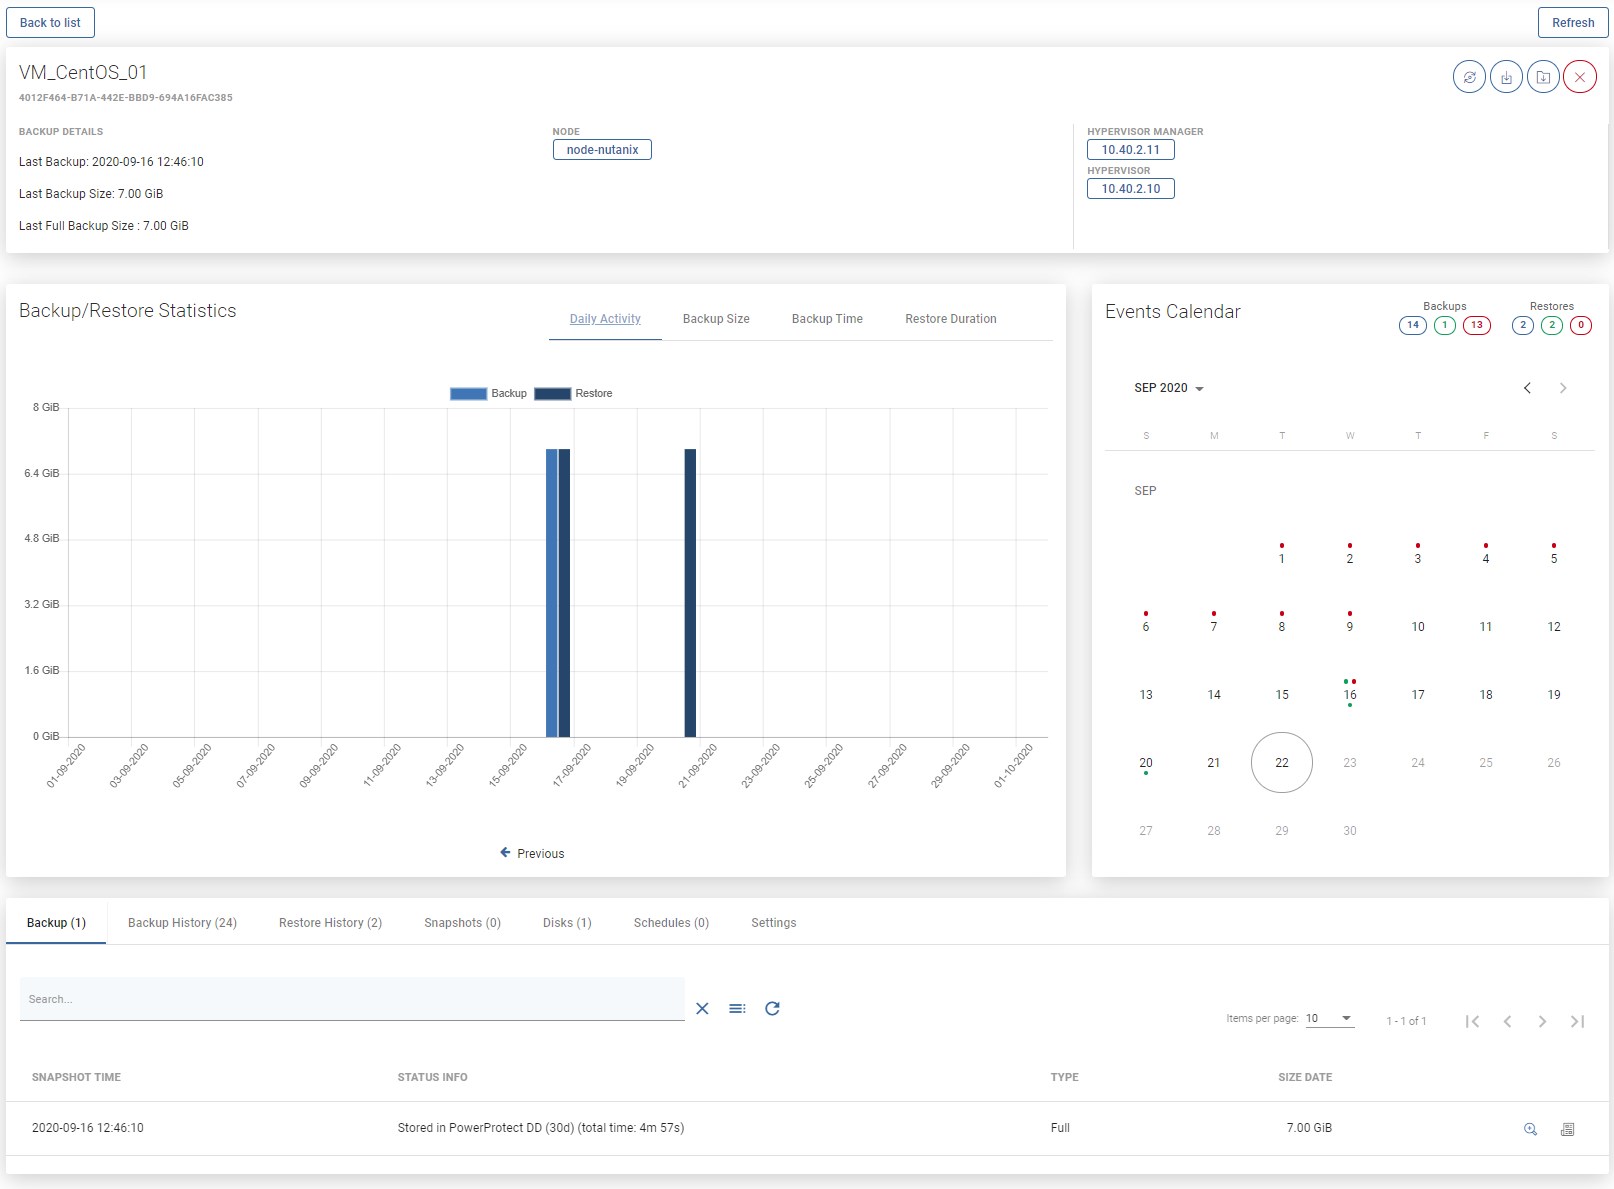 Back to list
Refresh
VM_CentOS_01
4012F464-B71A-442E-BBD9-694A16FAC385
BACKUP DETAILS
Last Backup: 2020-09-16 12:46:10
Last Backup Size: 7.00 GiB
Last Full Backup Size : 7.00 GiB
NODE
node-nutanix
HYPERVISOR MANAGER
10.40.2.11
HYPERVISOR
10.40.2.10
Backup/Restore Statistics
Daily Activity
Backup Size
Backup Time
Restore Duration
Backup
Restore
8 GiB
6.4 GiB
4.8 GiB
3.2 GiB
1.6 GiB
0 GiB
01-09-2020
03-09-2020
05-09-2020
07-09-2020
09-09-2020
11-09-2020
13-09-2020
15-09-2020
17-09-2020
19-09-2020
21-09-2020
23-09-2020
25-09-2020
27-09-2020
29-09-2020
01-10-2020
Previous
Events Calendar
Backups
14 1 13
Restores
2 2 0
SEP 2020
S M T W T F S
SEP
1 2 3 4 5
6 7 8 9 10 11 12
13 14 15 16 17 18 19
20 21 22 23 24 25 26
27 28 29 30
Backup (1)
Backup History (24)
Restore History (2)
Snapshots (0)
Disks (1)
Schedules (0)
Settings
Search...
Items per page: 10
1 - 1 of 1
SNAPSHOT TIME STATUS INFO TYPE SIZE DATE
2020-09-16 12:46:10 Stored in PowerProtect DD (30d) (total time: 4m 57s) Full 7.00 GiB